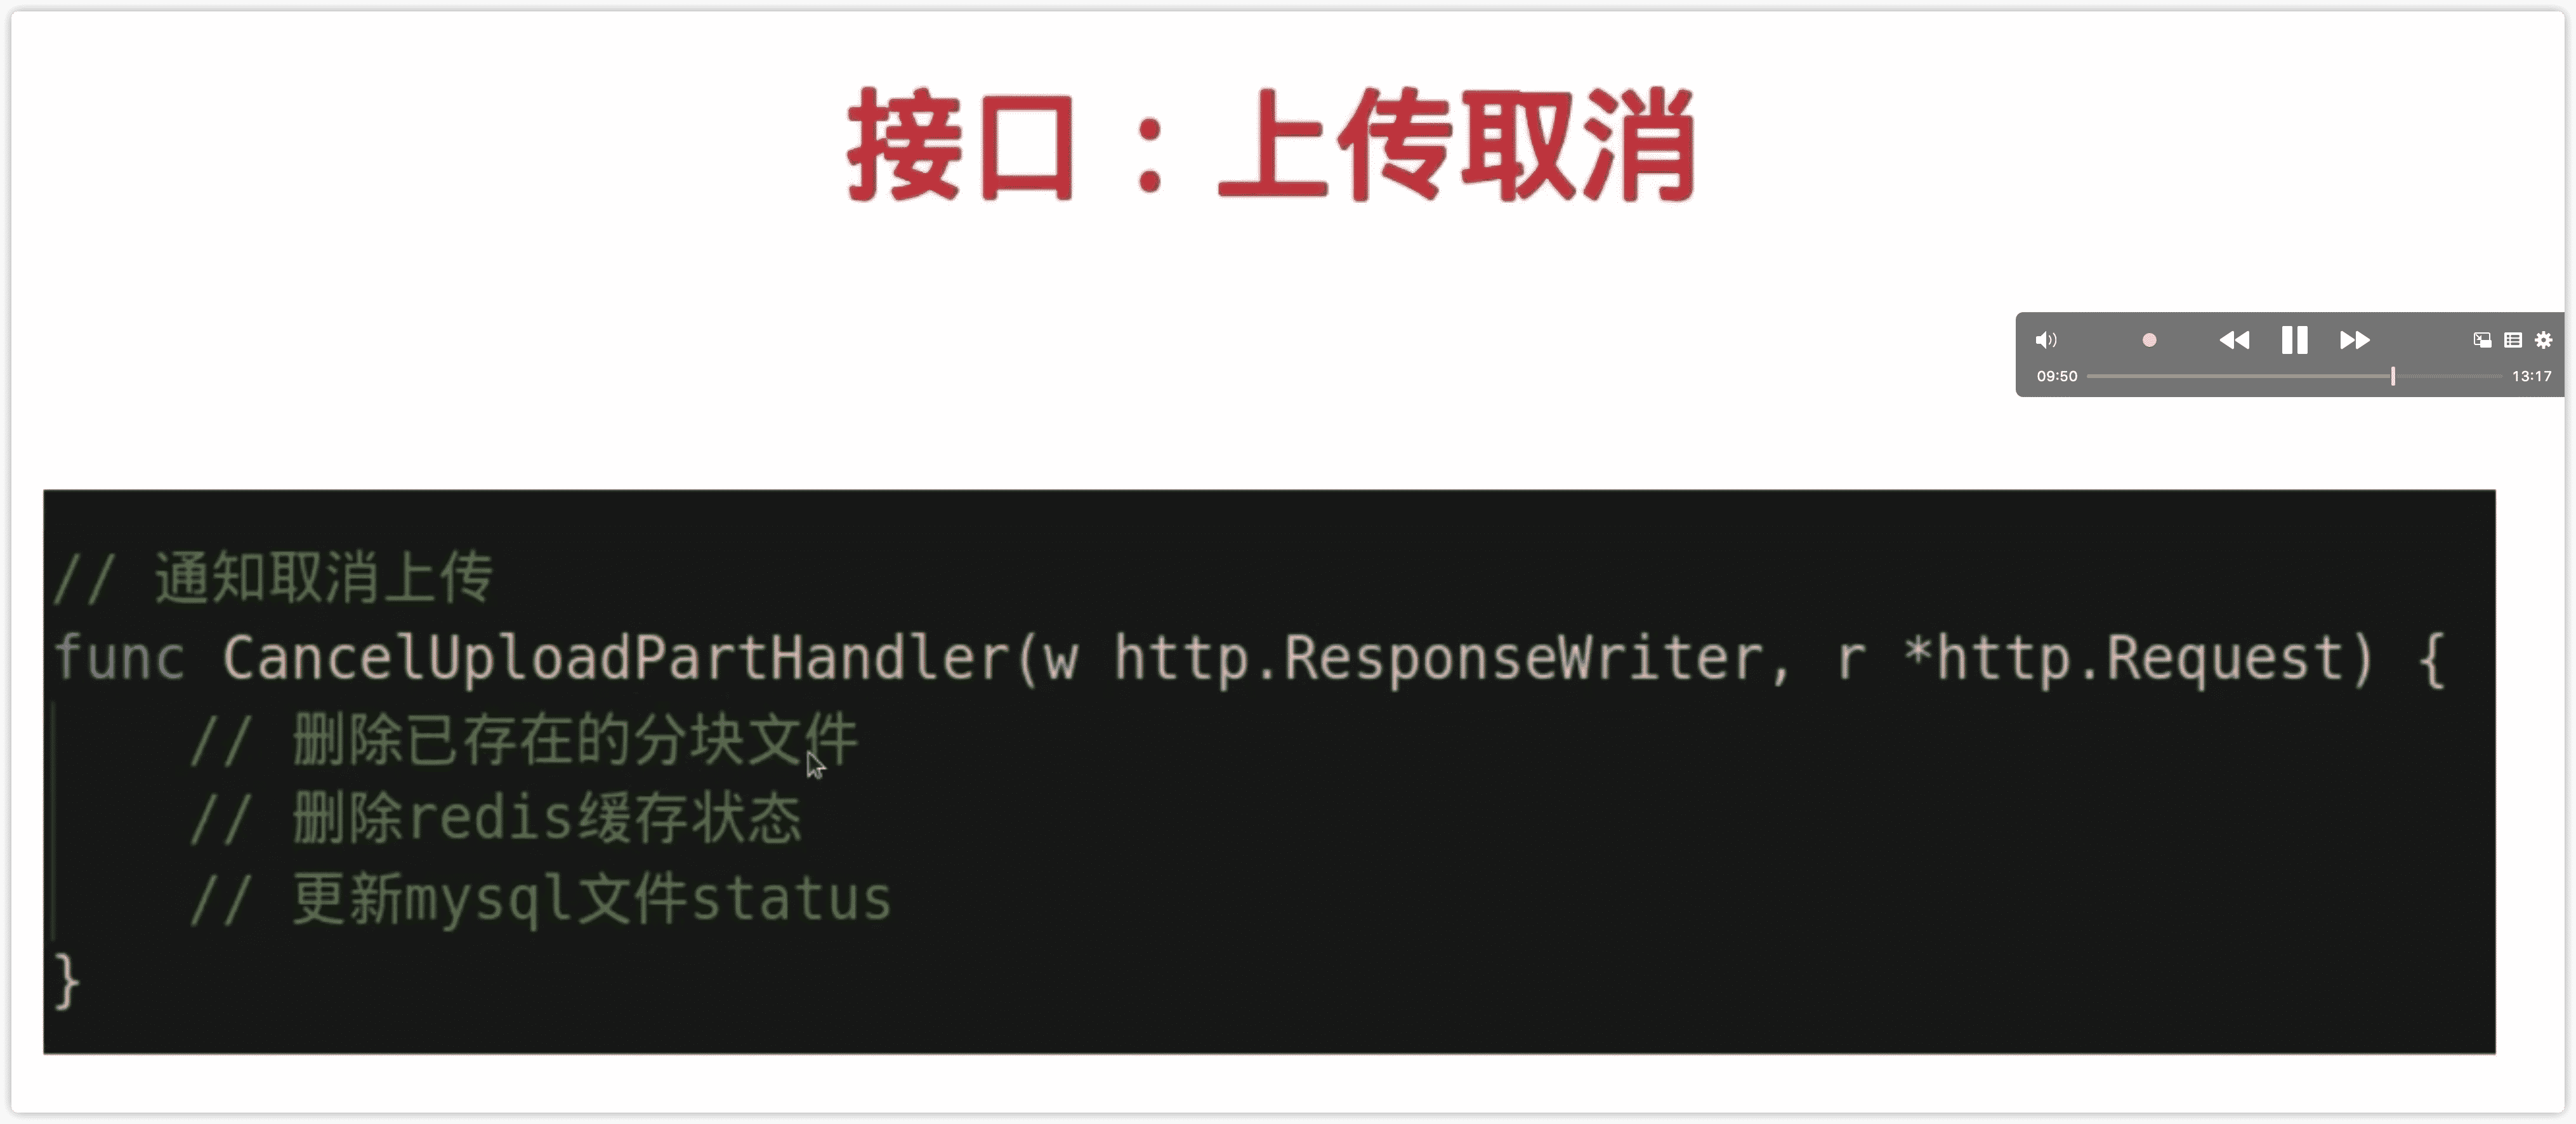 接口：上传取消
09:50
13:17
// 通知取消上传
func CancelUploadPartHandler(w http.ResponseWriter, r *http.Request) {
// 删除已存在的分块文件
// 删除redis缓存状态
// 更新mysql文件status
}